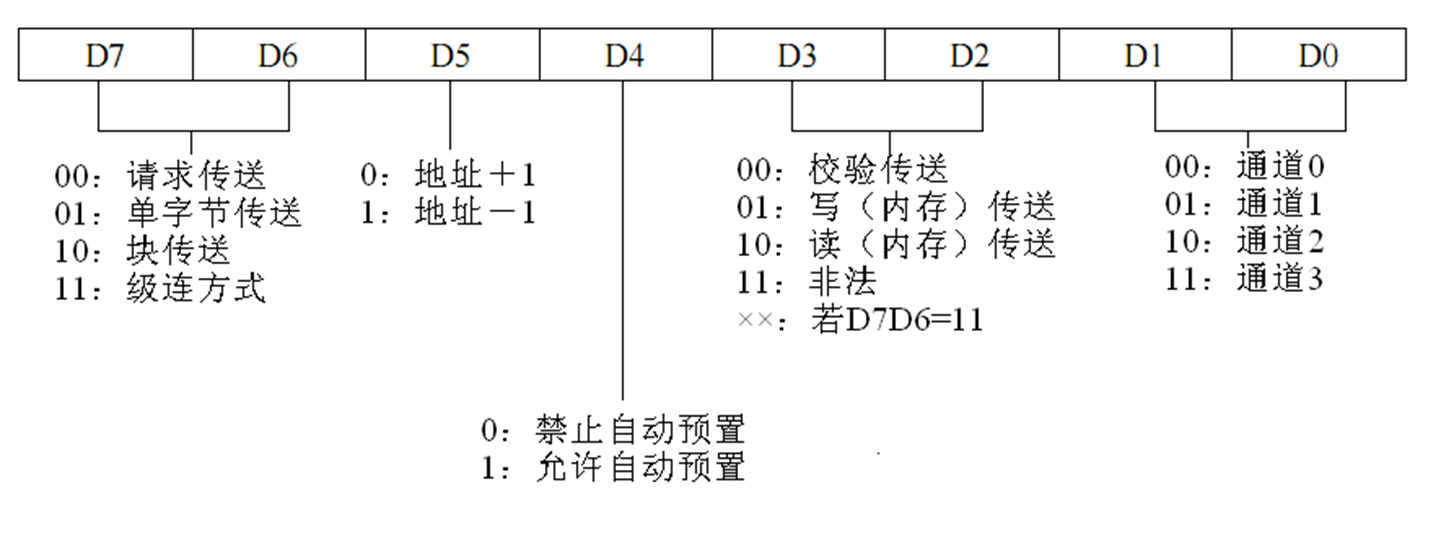 D7 D6 D5 D4 D3 D2 D1 D0
00：请求传送
01：单字节传送
10：块传送
11：级连方式
0：地址＋1
1：地址－1
0：禁止自动预置
1：允许自动预置
00：校验传送
01：写（内存）传送
10：读（内存）传送
11：非法
××：若D7D6=11
00：通道0
01：通道1
10：通道2
11：通道3